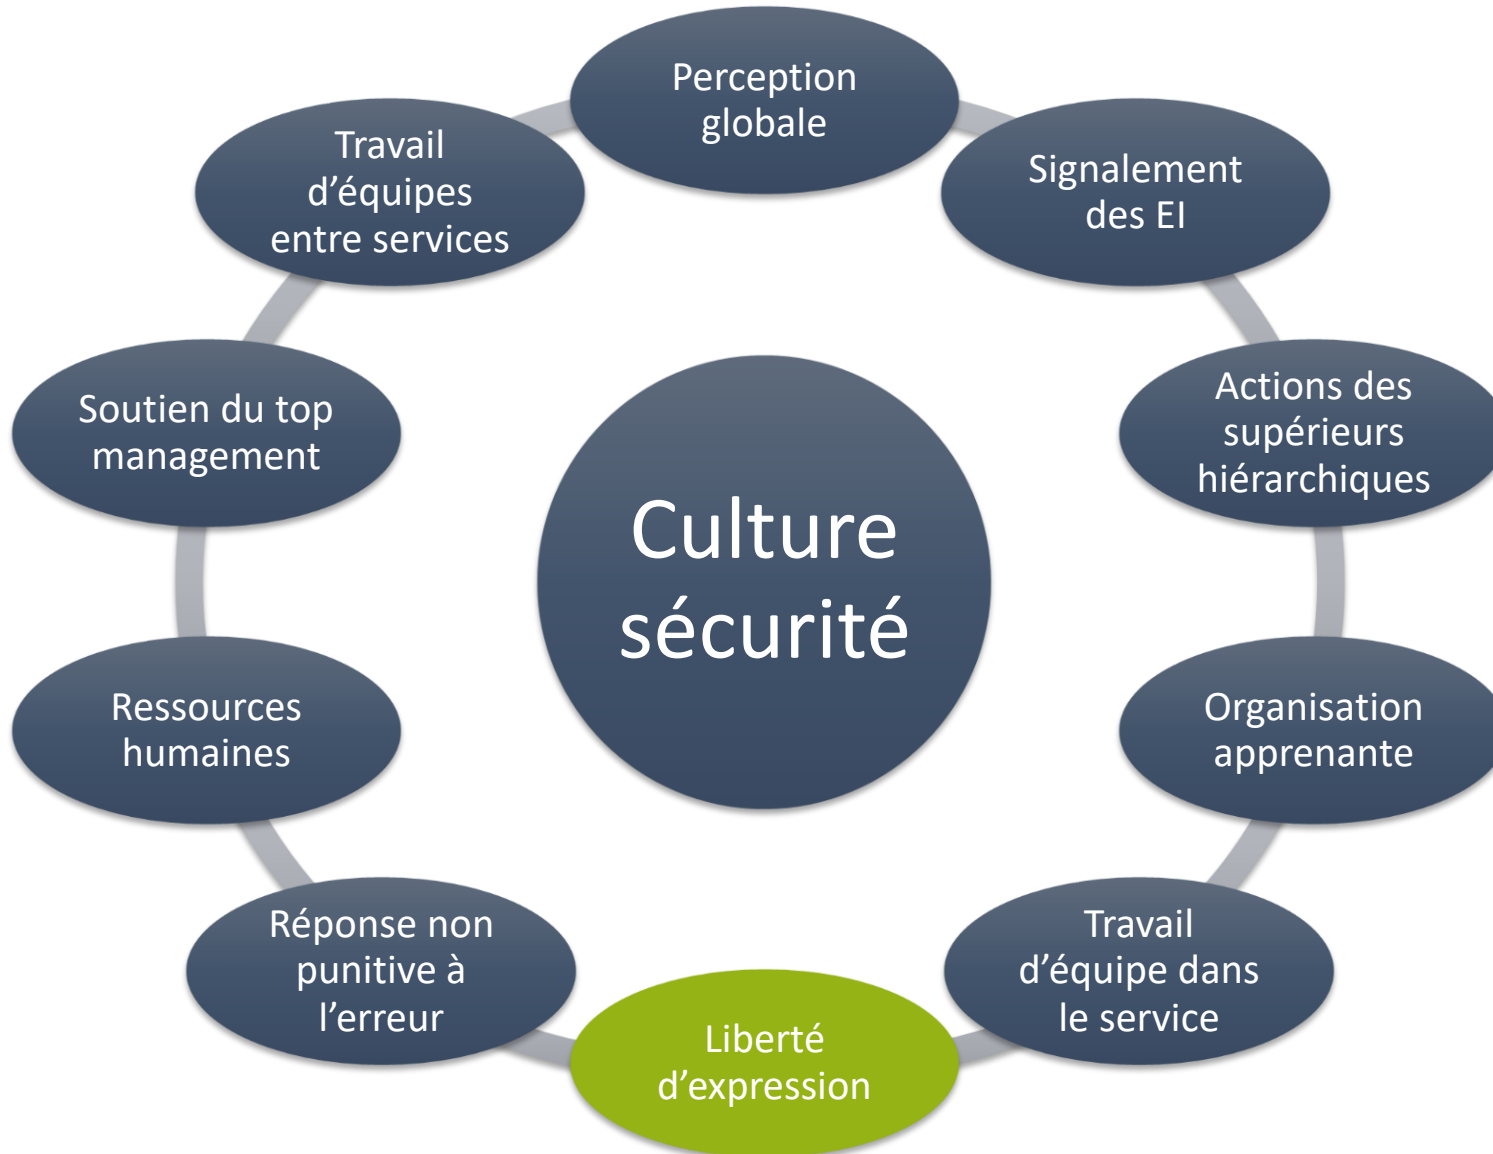 Perception
globale
Signalement
des EI
Actions des
supérieurs
hiérarchiques
Organisation
apprenante
Travail
d’équipe dans
le service
Liberté
d’expression
Réponse non
punitive à
l’erreur
Ressources
humaines
Soutien du top
management
Travail
d’équipes
entre services
Culture
sécurité